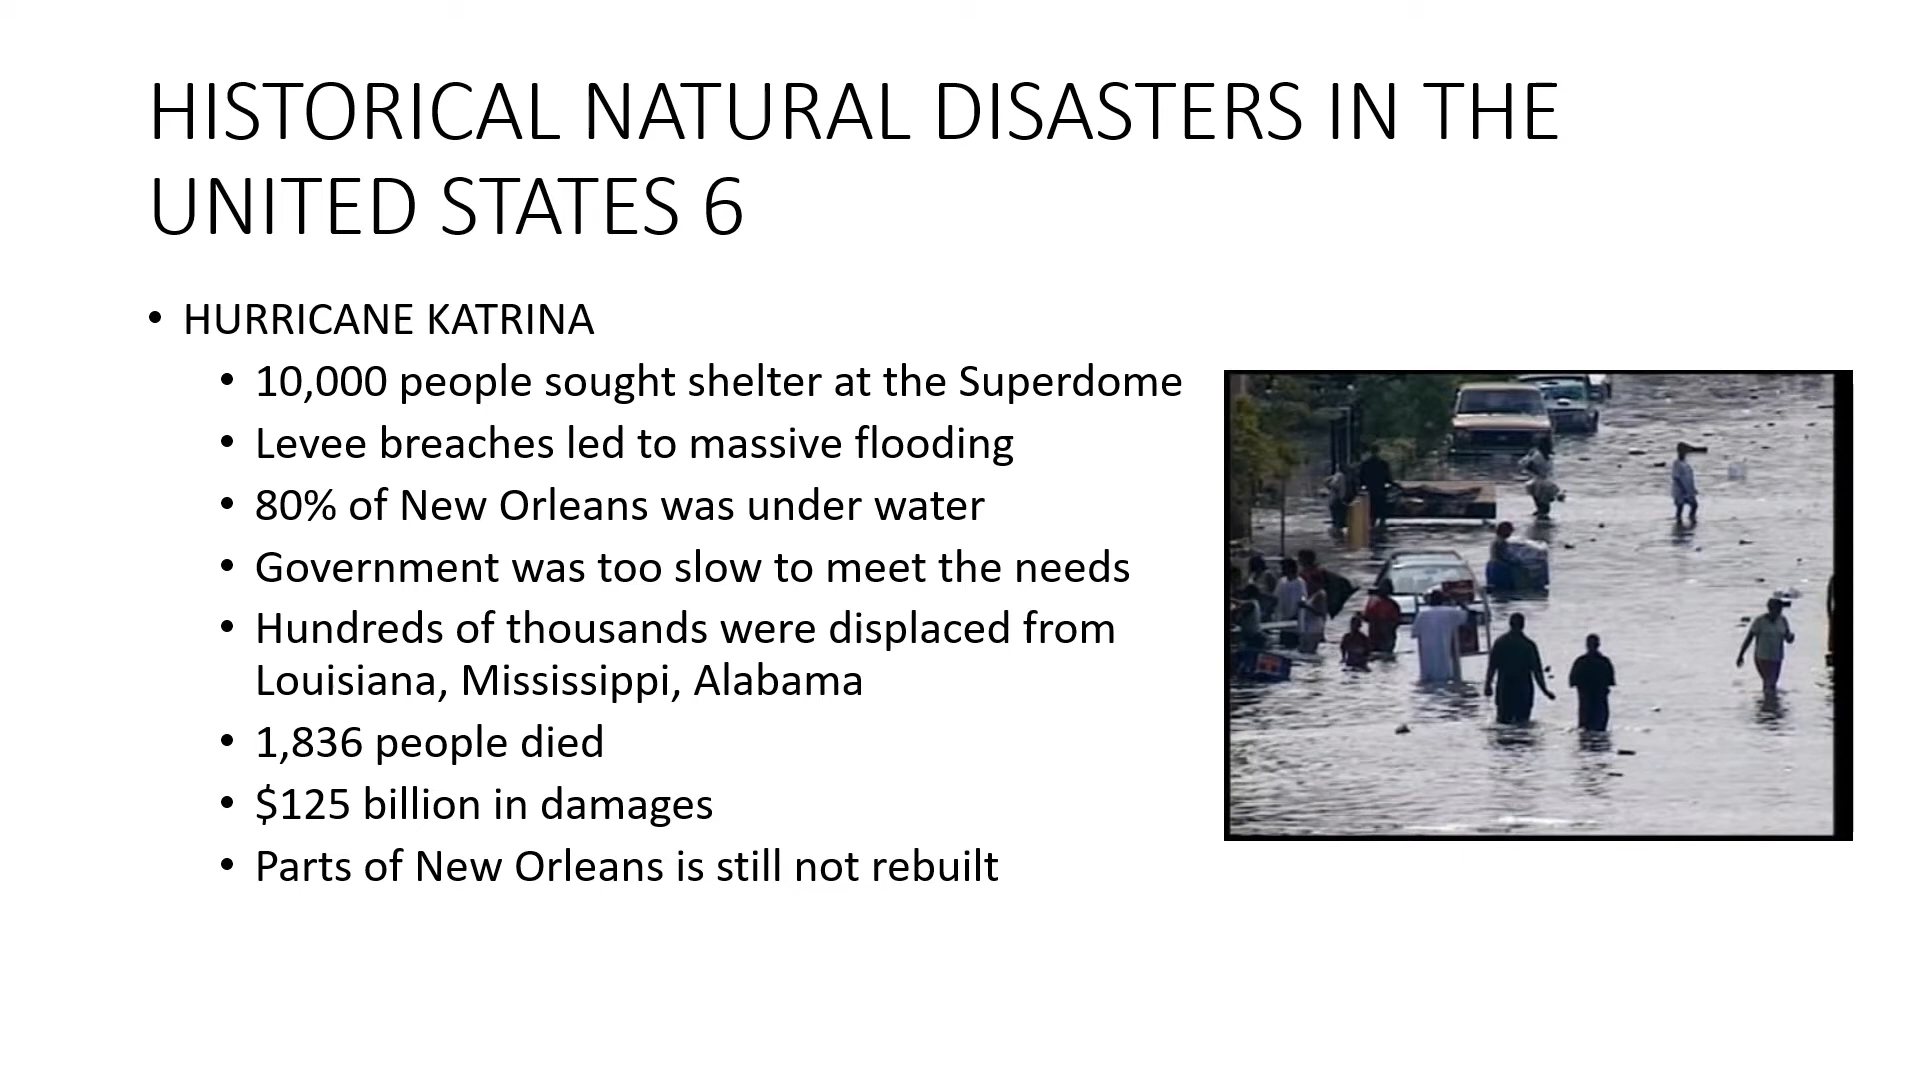 HISTORICAL NATURAL DISASTERS IN THE
UNITED STATES 6
• HURRICANE KATRINA
• 10,000 people sought shelter at the Superdome
• Levee breaches led to massive flooding
• 80% of New Orleans was under water
• Government was too slow to meet the needs
• Hundreds of thousands were displaced from
Louisiana, Mississippi, Alabama
• 1,836 people died
• $125 billion in damages
• Parts of New Orleans is still not rebuilt